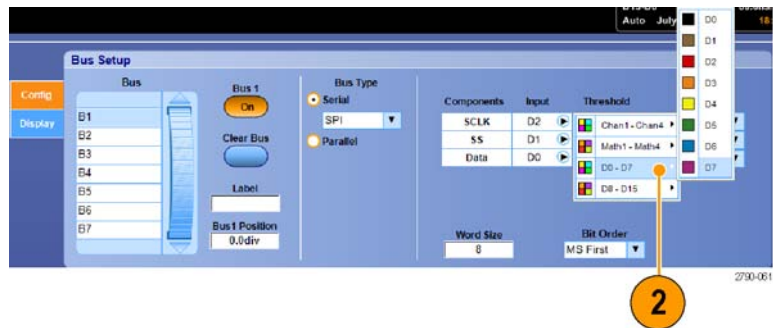 D15-D0
Auto July
18:
Bus Setup
Config
Display
Bus
B1
B2
B3
B4
B5
B6
B7
Bus 1
On
Clear Bus
Label
Bus1 Position
0.0div
Bus Type
Serial
SPI
Parallel
Components Input Threshold
SCLK D2
SS D1
Data D0
Chan1 - Chan4
Math1 - Math4
D0 - D7
D8 - D15
D0
D1
D2
D3
D4
D5
D6
D7
Word Size
8
Bit Order
MS First
2790-061
2